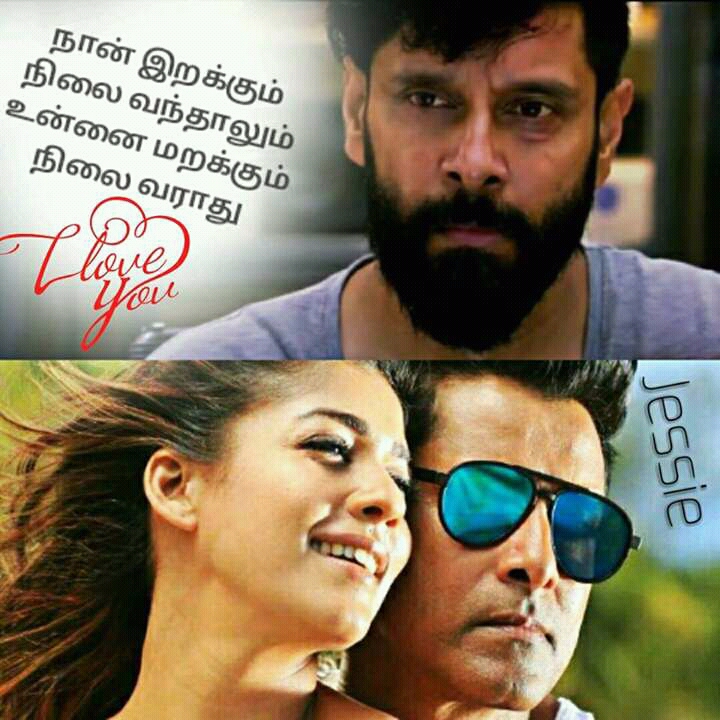 நான் இறக்கும்
நிலை வந்தாலும்
உன்னை மறக்கும்
நிலை வராது
I love
You
Jessie